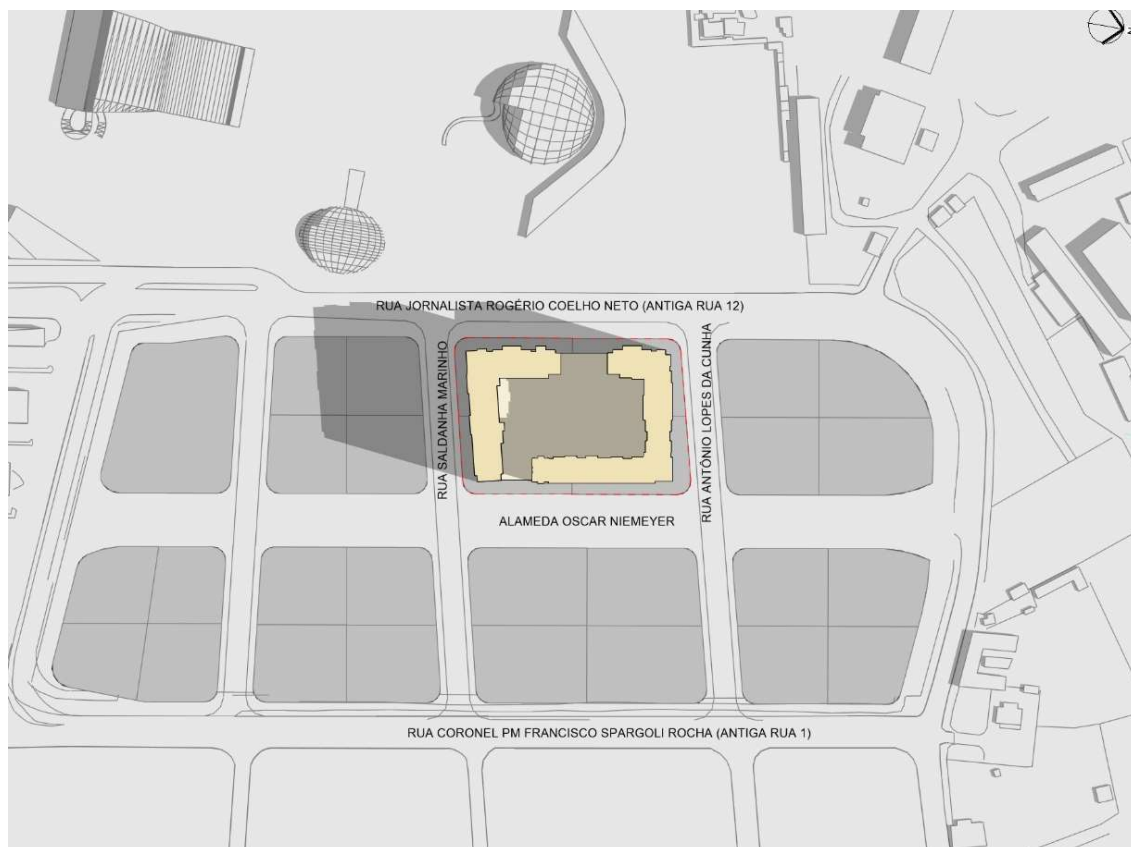 RUA JORNALISTA ROGÉRIO COELHO NETO (ANTIGA RUA 12)
RUA SALDANHA MARINHO
RUA ANTÔNIO LOPES DA CUNHA
ALAMEDA OSCAR NIEMEYER
RUA CORONEL PM FRANCISCO SPARGOLI ROCHA (ANTIGA RUA 1)